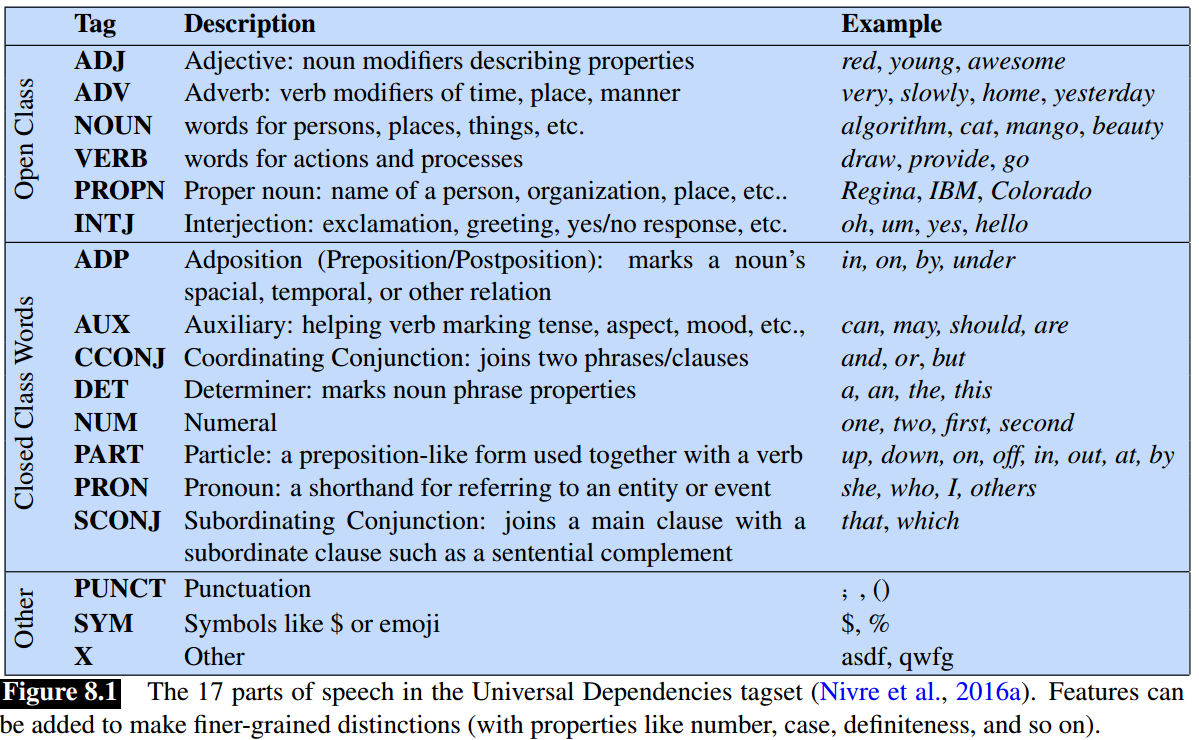 Tag Description Example
Open Class
ADJ Adjective: noun modifiers describing properties red, young, awesome
ADV Adverb: verb modifiers of time, place, manner very, slowly, home, yesterday
NOUN words for persons, places, things, etc. algorithm, cat, mango, beauty
VERB words for actions and processes draw, provide, go
PROPN Proper noun: name of a person, organization, place, etc.. Regina, IBM, Colorado
INTJ Interjection: exclamation, greeting, yes/no response, etc. oh, um, yes, hello
Closed Class Words
ADP Adposition (Preposition/Postposition): marks a noun's in, on, by, under
spacial, temporal, or other relation
AUX Auxiliary: helping verb marking tense, aspect, mood, etc., can, may, should, are
CCONJ Coordinating Conjunction: joins two phrases/clauses and, or, but
DET Determiner: marks noun phrase properties a, an, the, this
NUM Numeral one, two, first, second
PART Particle: a preposition-like form used together with a verb up, down, on, off, in, out, at, by
PRON Pronoun: a shorthand for referring to an entity or event she, who, I, others
SCONJ Subordinating Conjunction: joins a main clause with a that, which
subordinate clause such as a sentential complement
Other
PUNCT Punctuation ; , ()
SYM Symbols like $ or emoji $, %
X Other asdf, qwfg
Figure 8.1 The 17 parts of speech in the Universal Dependencies tagset (Nivre et al., 2016a). Features can
be added to make finer-grained distinctions (with properties like number, case, definiteness, and so on).